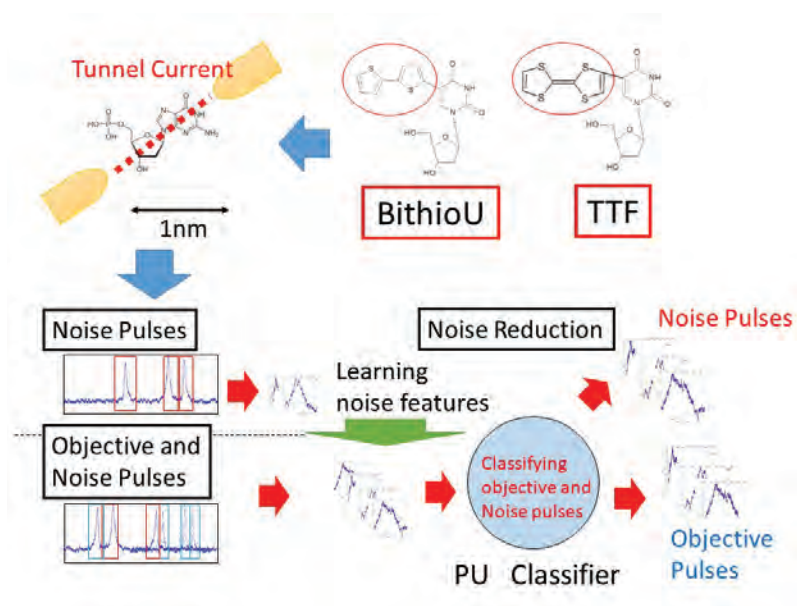 Tunnel Current
1nm
BithioU
TTF
Noise Pulses
Noise Reduction
Noise Pulses
Learning
noise features
Objective and
Noise Pulses
Classifying
objective and
Noise pulses
PU Classifier
Objective
Pulses